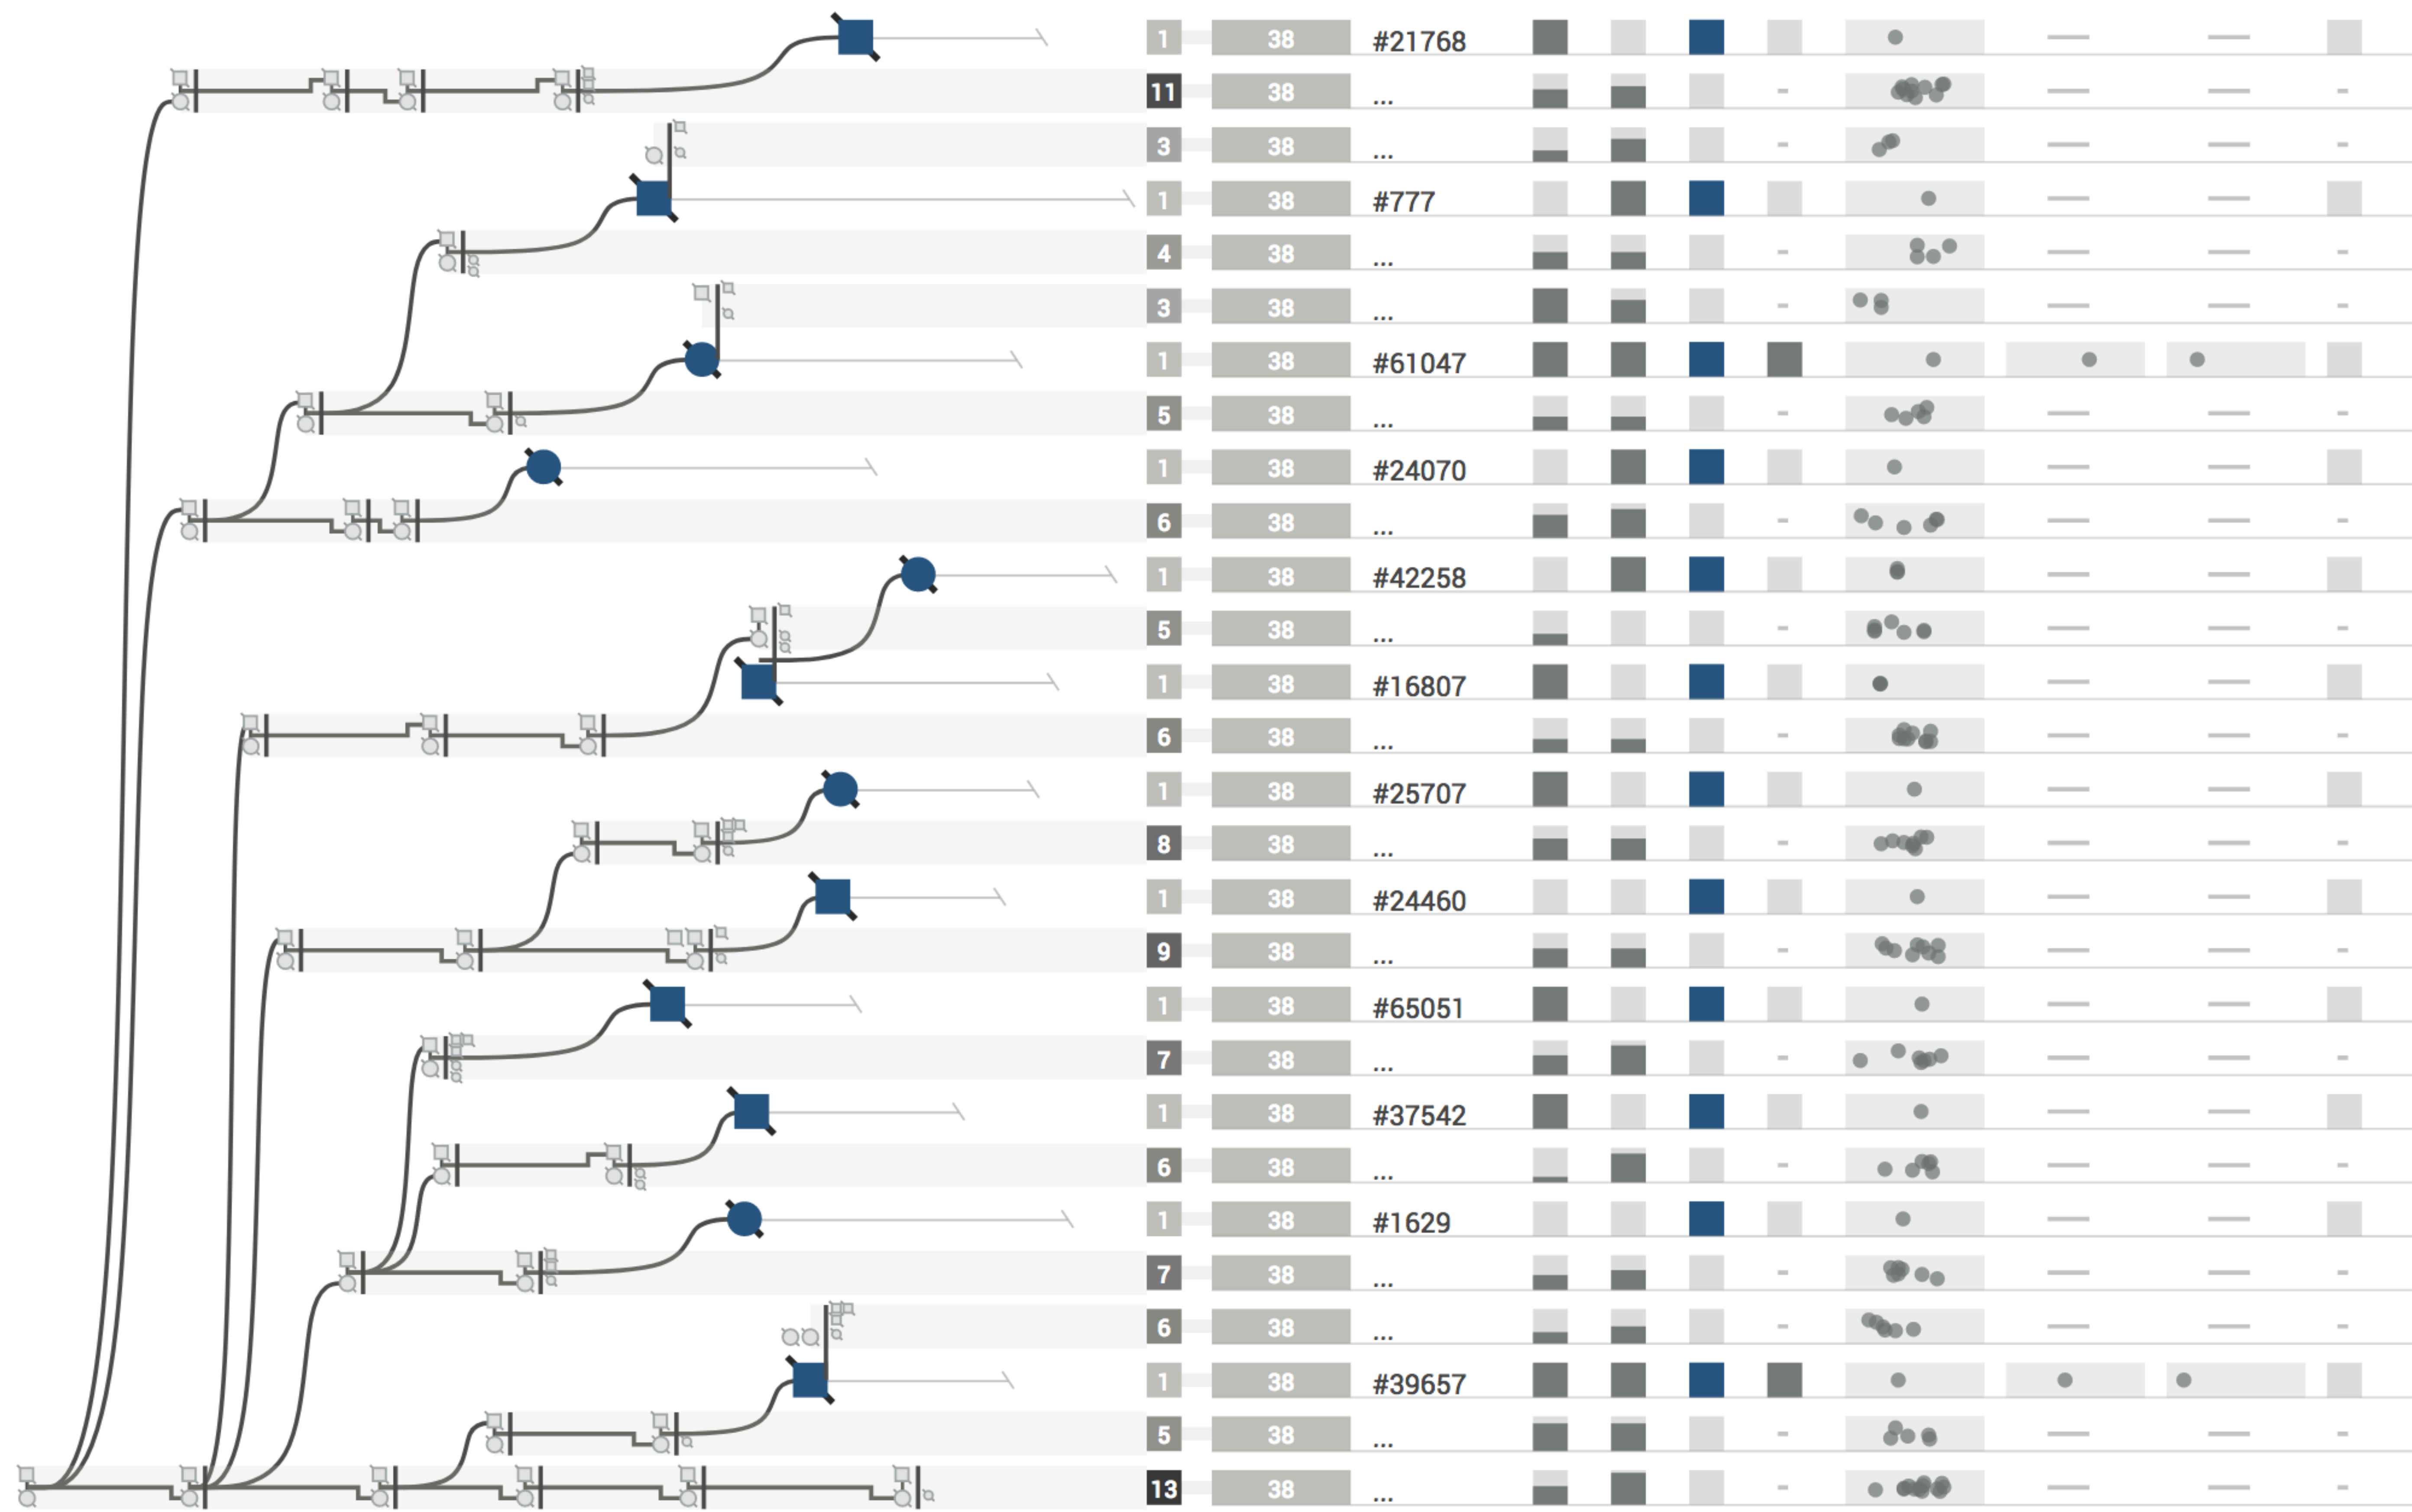 1 38 #21768
11 38 ... -
3 38 ... -
1 38 #777
4 38 ... -
3 38 ... -
1 38 #61047
5 38 ... -
1 38 #24070
6 38 ... -
1 38 #42258
5 38 ... -
1 38 #16807
6 38 ... -
1 38 #25707
8 38 ... -
1 38 #24460
9 38 ... -
1 38 #65051
7 38 ... -
1 38 #37542
6 38 ... -
1 38 #1629
7 38 ... -
6 38 ... -
1 38 #39657
5 38 ... -
13 38 ... -